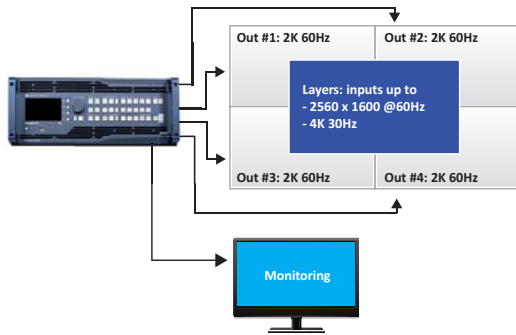 Out #1: 2K 60Hz
Out #2: 2K 60Hz
Layers: inputs up to
- 2560 x 1600 @60Hz
- 4K 30Hz
Out #3: 2K 60Hz
Out #4: 2K 60Hz
Monitoring